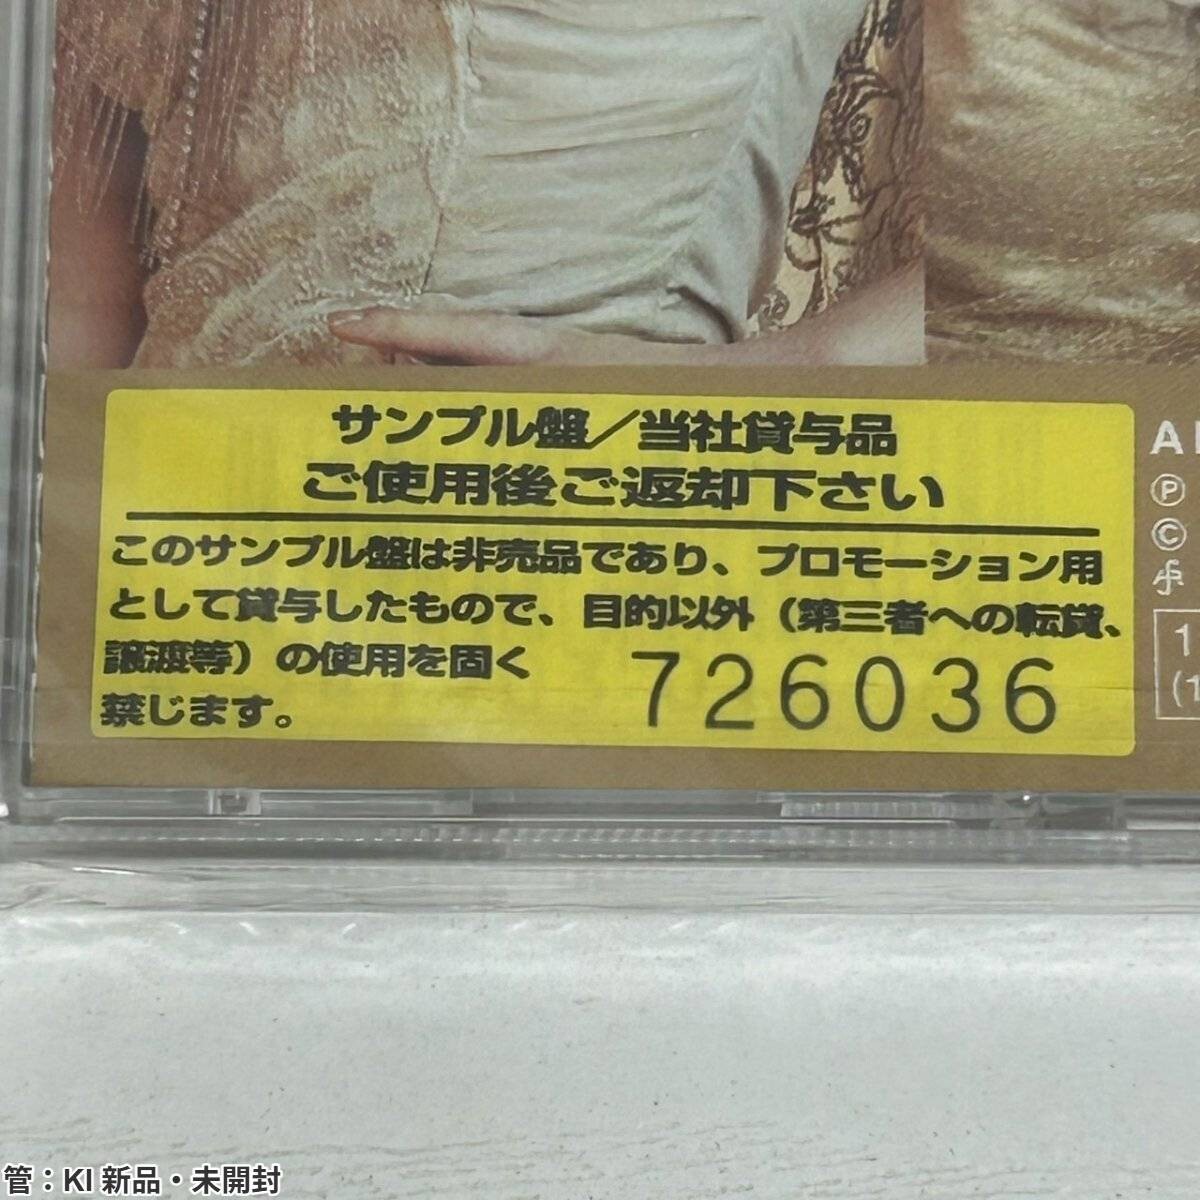 サンプル盤／当社貸与品
ご使用後ご返却下さい
このサンプル盤は非売品であり、プロモーション用
として貸与したもので、目的以外（第三者への転貸、
譲渡等）の使用を固く
禁じます。
726036
A
Ⓟ
Ⓒ
1
(1
管：KI 新品・未開封